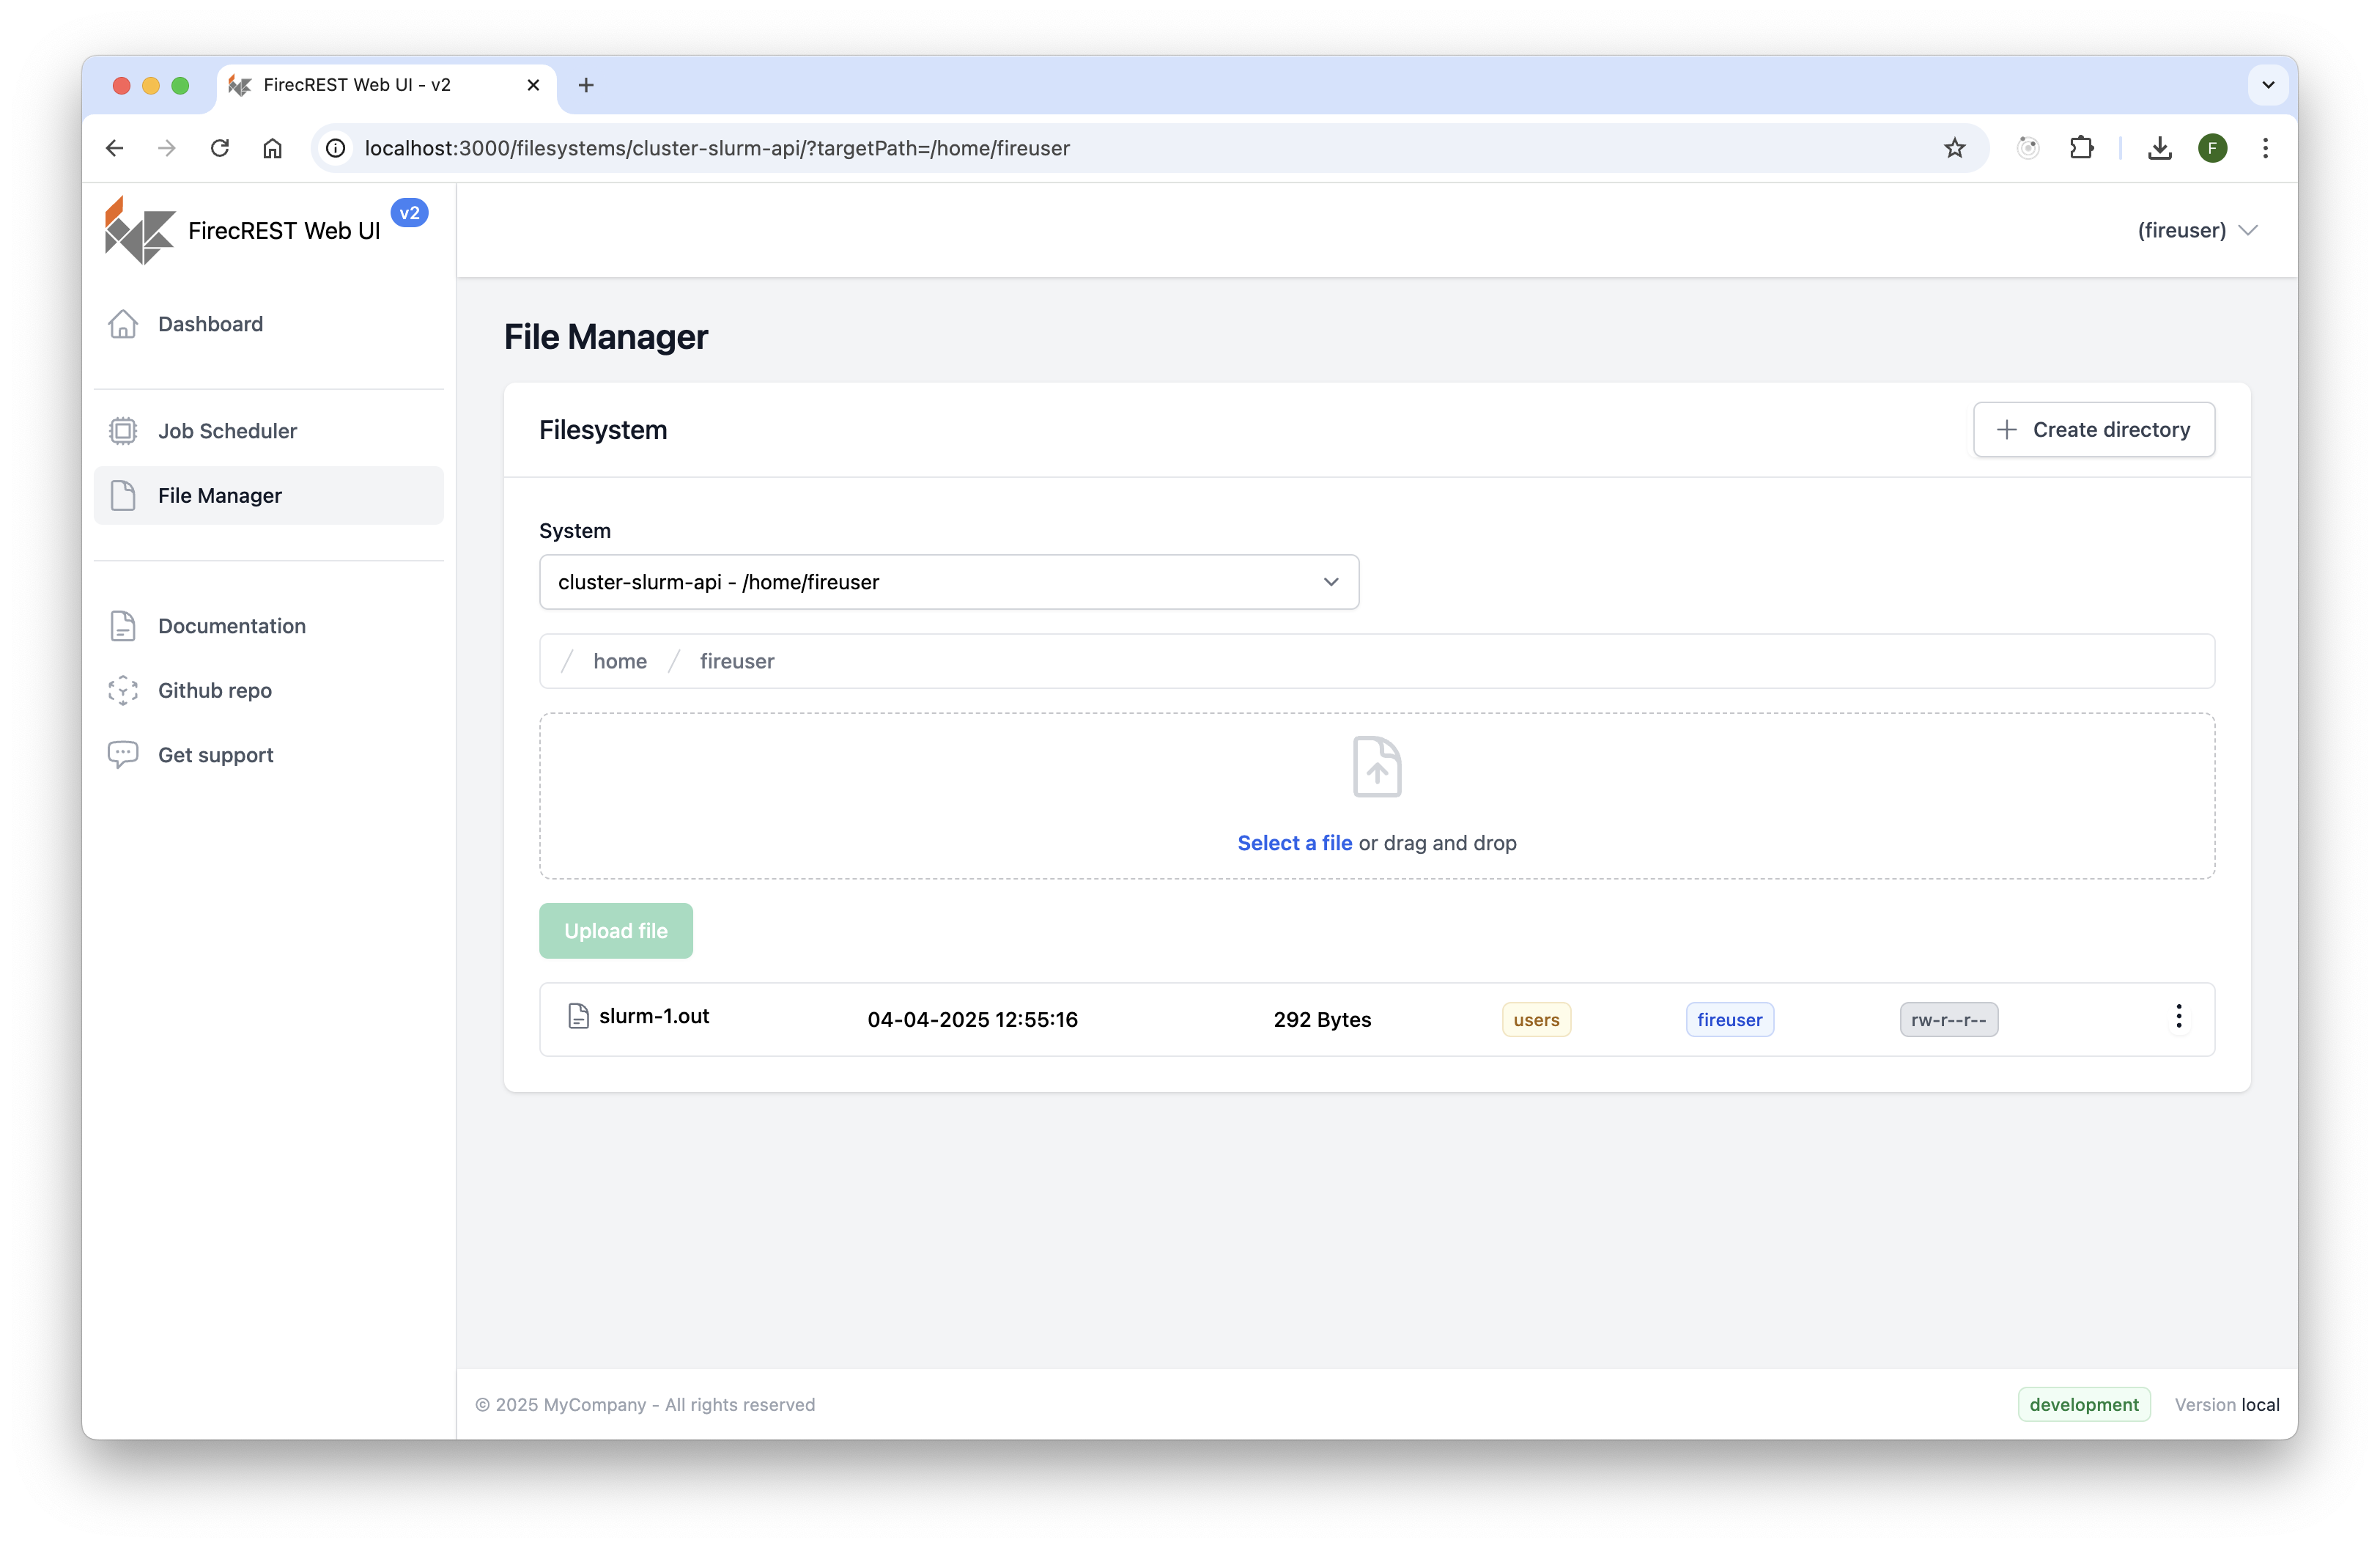 FirecREST Web UI - v2
localhost:3000/filesystems/cluster-slurm-api/?targetPath=/home/fireuser
F
FirecREST Web UI v2
(fireuser)
Dashboard
Job Scheduler
File Manager
Documentation
Github repo
Get support
File Manager
Filesystem
Create directory
System
cluster-slurm-api - /home/fireuser
/ home / fireuser
Select a file or drag and drop
Upload file
slurm-1.out 04-04-2025 12:55:16 292 Bytes users fireuser rw-r--r--
© 2025 MyCompany - All rights reserved
development Version local